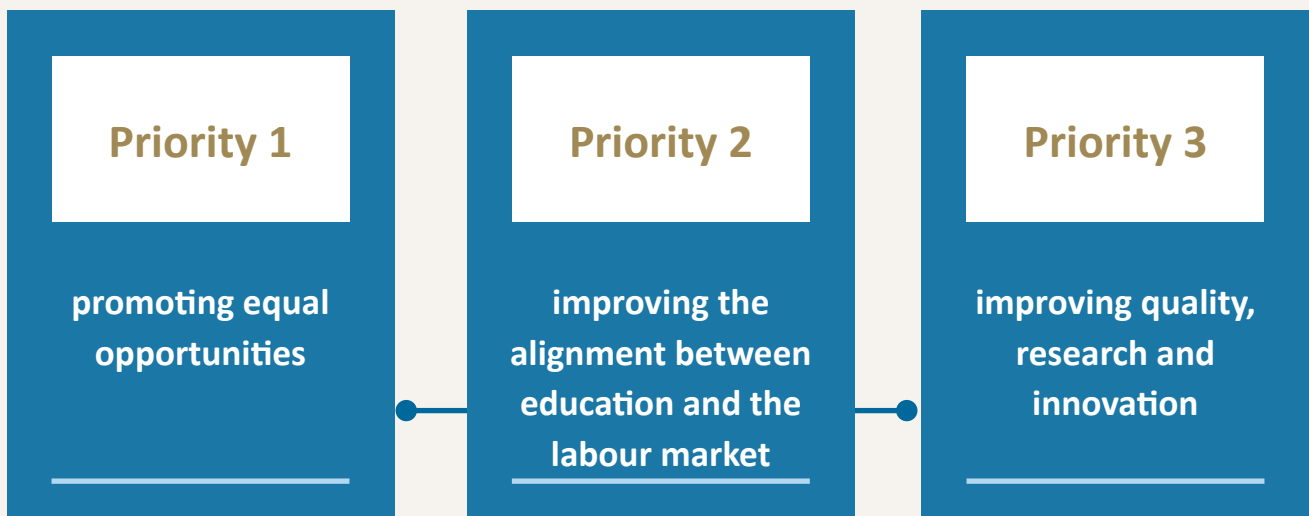 Priority 1
promoting equal
opportunities
Priority 2
improving the
alignment between
education and the
labour market
Priority 3
improving quality,
research and
innovation